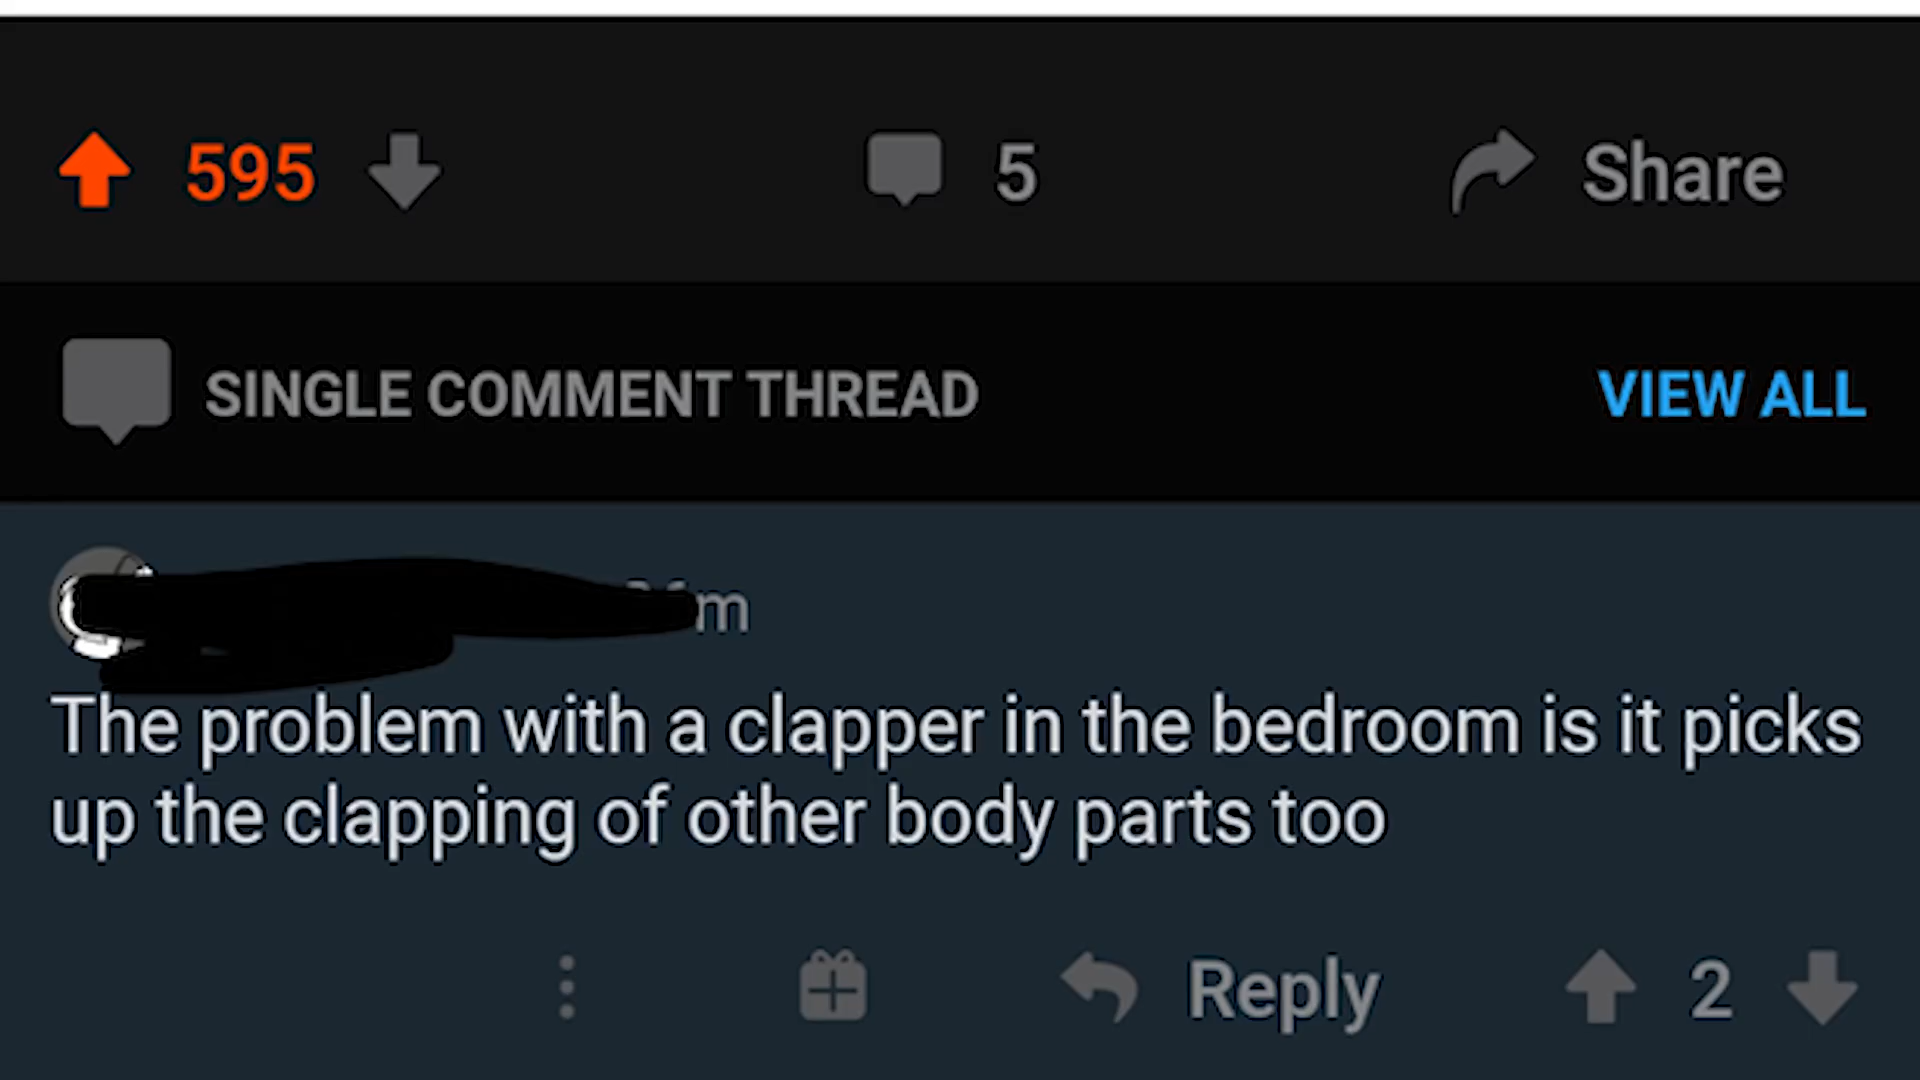 595 5 Share
SINGLE COMMENT THREAD VIEW ALL
m
The problem with a clapper in the bedroom is it picks
up the clapping of other body parts too
Reply 2